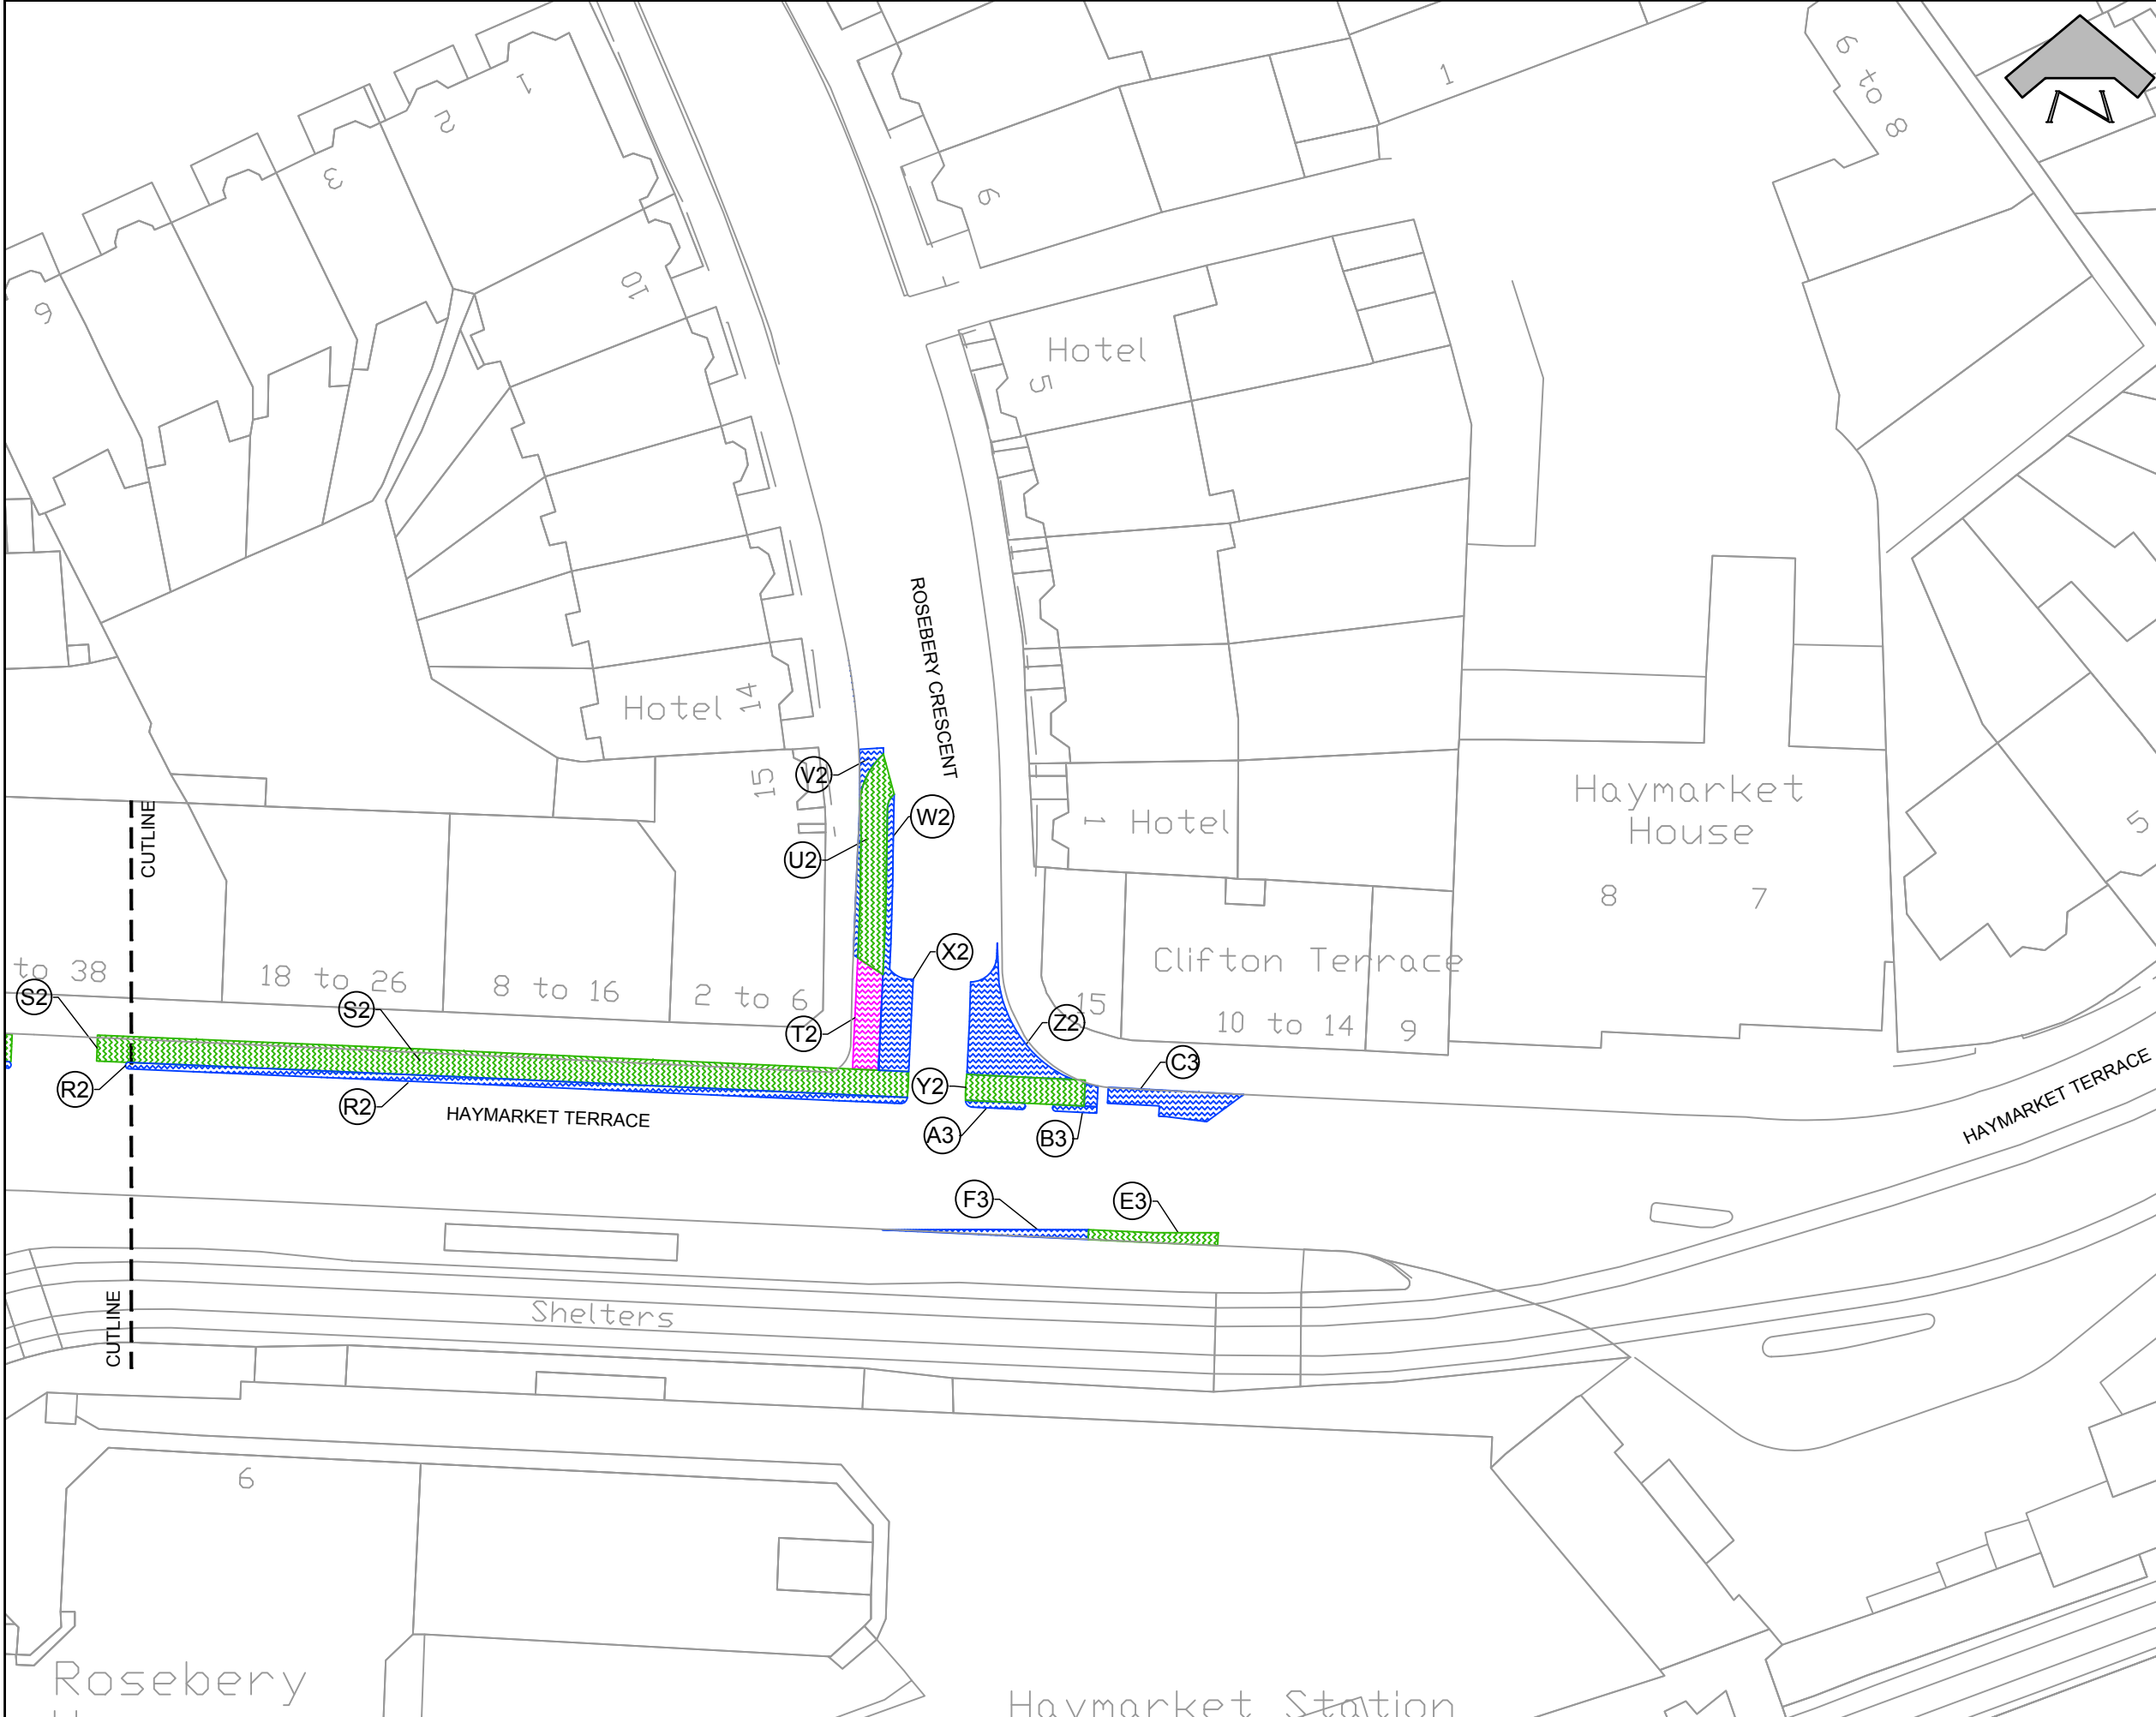 1
2
3
6
10
1
6
6 to 8
N
Hotel
5
ROSEBERY CRESCENT
Hotel
14
15
V2
W2
U2
1
Hotel
Haymarket
House
8
7
5
CUTLINE
to 38
18 to 26
8 to 16
2 to 6
X2
Clifton Terrace
15
10 to 14
9
S2
S2
T2
Z2
C3
R2
R2
Y2
A3
B3
HAYMARKET TERRACE
HAYMARKET TERRACE
F3
E3
CUTLINE
Shelters
6
Rosebery
Haymarket Station